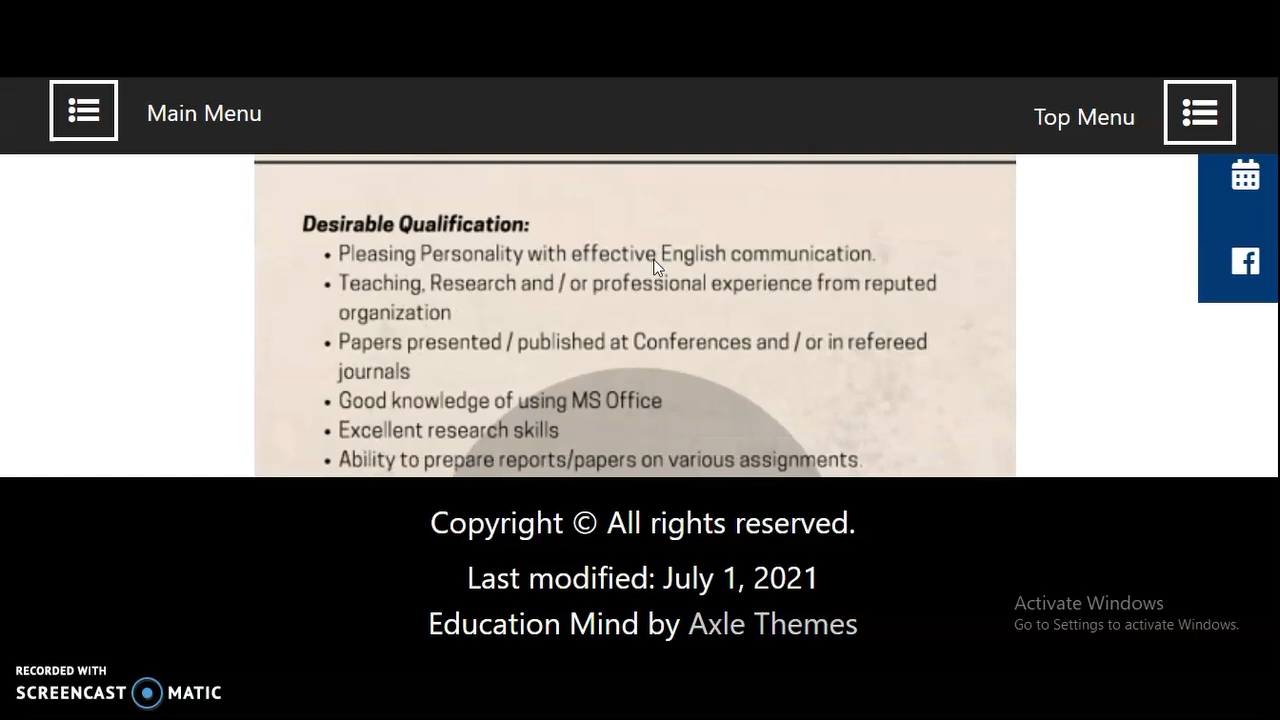 Main Menu
Top Menu
Desirable Qualification:
• Pleasing Personality with effective English communication.
• Teaching, Research and / or professional experience from reputed
organization
• Papers presented / published at Conferences and / or in refereed
journals
• Good knowledge of using MS Office
• Excellent research skills
• Ability to prepare reports/papers on various assignments.
Copyright © All rights reserved.
Last modified: July 1, 2021
Education Mind by Axle Themes
Activate Windows
Go to Settings to activate Windows.
RECORDED WITH
SCREENCAST MATIC